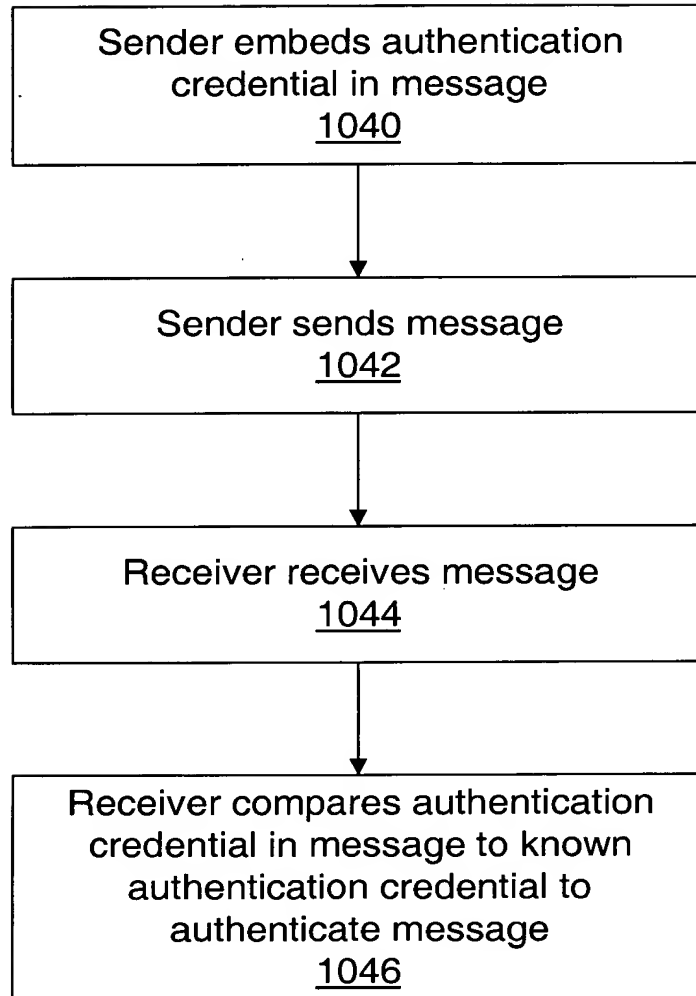 Sender embeds authentication
credential in message
1040
Sender sends message
1042
Receiver receives message
1044
Receiver compares authentication
credential in message to known
authentication credential to
authenticate message
1046